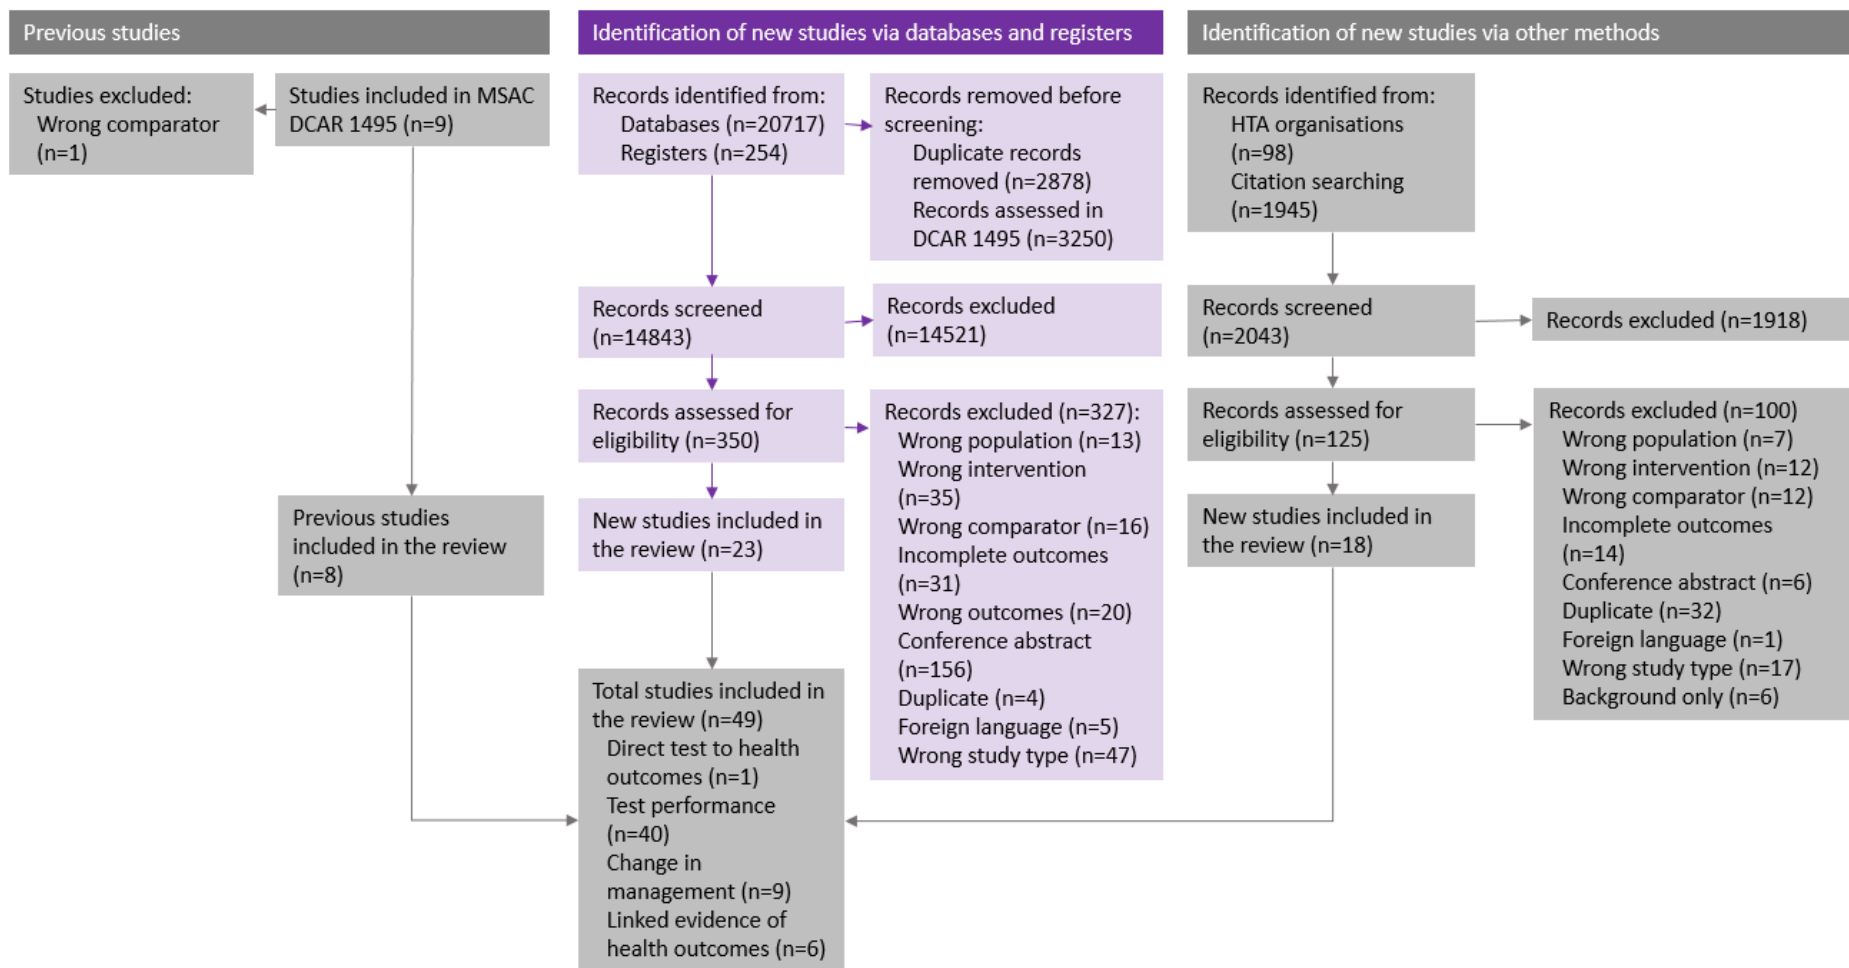 Previous studies
Studies excluded:
Wrong comparator
(n=1)
Studies included in MSAC
DCAR 1495 (n=9)
Previous studies
included in the review
(n=8)
Identification of new studies via databases and registers
Records identified from:
Databases (n=20717)
Registers (n=254)
Records removed before
screening:
Duplicate records
removed (n=2878)
Records assessed in
DCAR 1495 (n=3250)
Records screened
(n=14843)
Records excluded
(n=14521)
Records assessed for
eligibility (n=350)
Records excluded (n=327):
Wrong population (n=13)
Wrong intervention
(n=35)
Wrong comparator (n=16)
Incomplete outcomes
(n=31)
Wrong outcomes (n=20)
Conference abstract
(n=156)
Duplicate (n=4)
Foreign language (n=5)
Wrong study type (n=47)
New studies included in
the review (n=23)
Total studies included in
the review (n=49)
Direct test to health
outcomes (n=1)
Test performance
(n=40)
Change in
management (n=9)
Linked evidence of
health outcomes (n=6)
Identification of new studies via other methods
Records identified from:
HTA organisations
(n=98)
Citation searching
(n=1945)
Records screened
(n=2043)
Records excluded (n=1918)
Records assessed for
eligibility (n=125)
Records excluded (n=100)
Wrong population (n=7)
Wrong intervention (n=12)
Wrong comparator (n=12)
Incomplete outcomes
(n=14)
Conference abstract (n=6)
Duplicate (n=32)
Foreign language (n=1)
Wrong study type (n=17)
Background only (n=6)
New studies included in
the review (n=18)